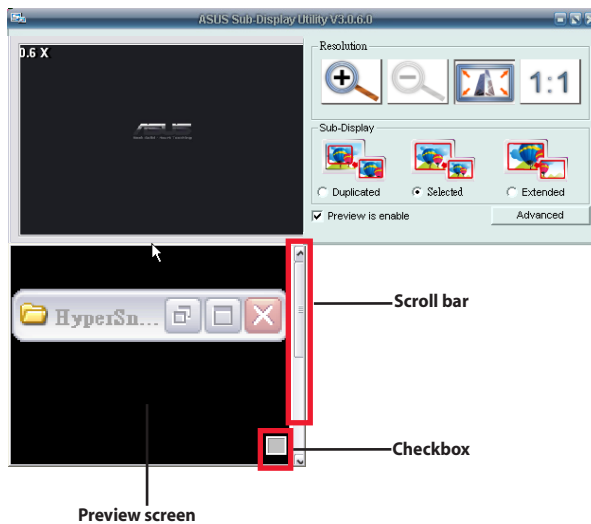 ASUS Sub-Display Utility V3.0.6.0
0.6 X
ASUS
Resolution
1:1
Sub-Display
Duplicated
Selected
Extended
Preview is enable
Advanced
HyperSn...
Scroll bar
Checkbox
Preview screen